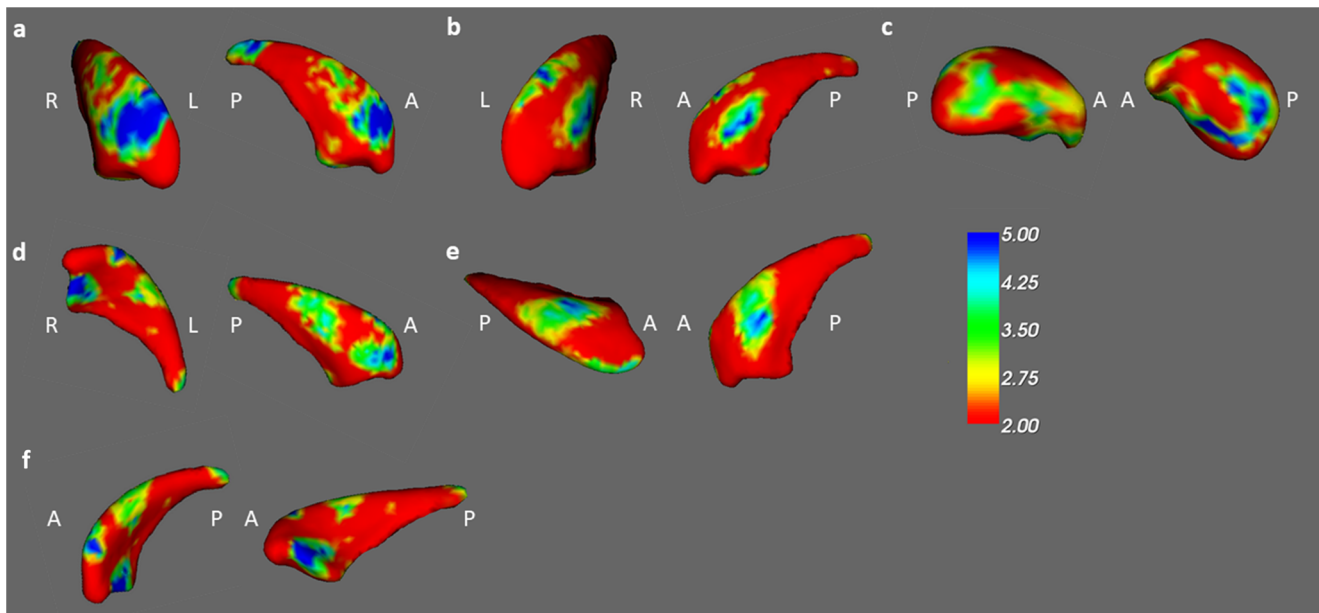 a b c
R L P A L R A P P A A P
d e
R L P A P A A P
5.00
4.25
3.50
2.75
2.00
f
A P A P